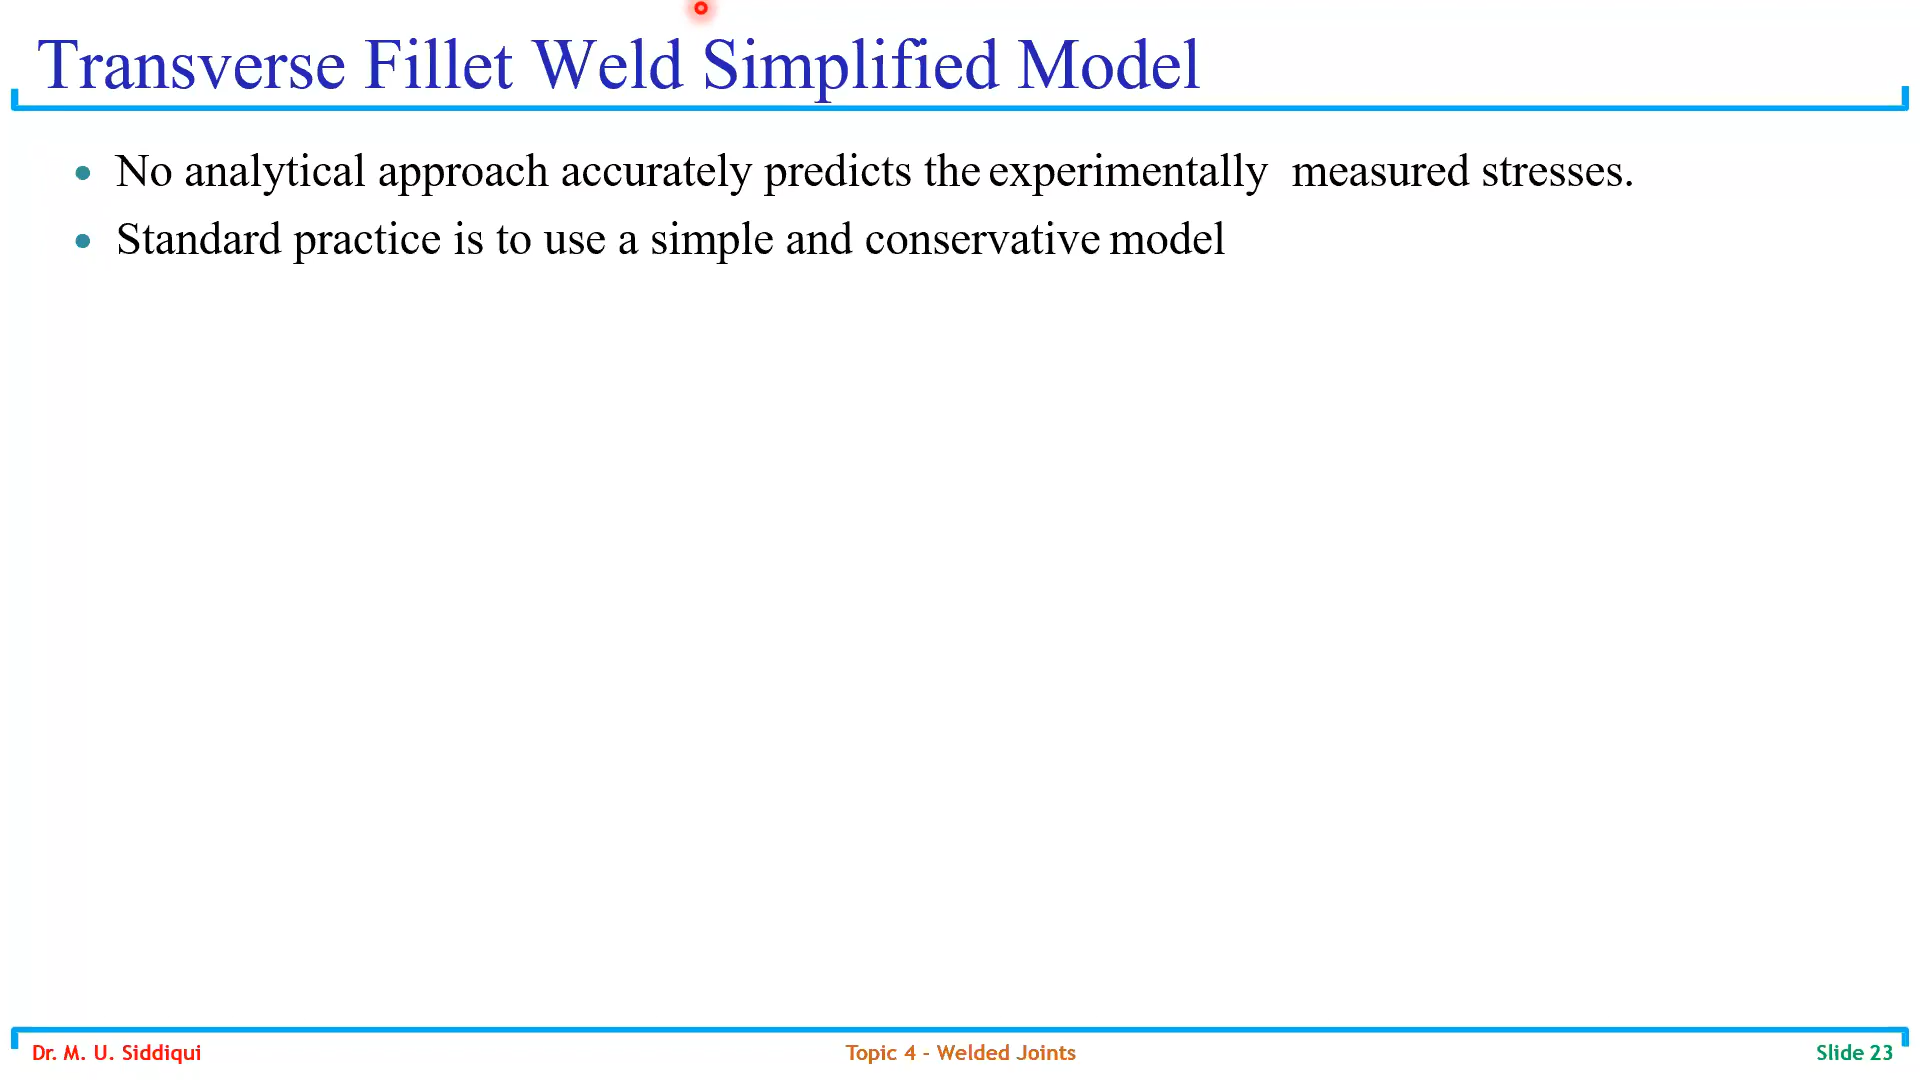 Transverse Fillet Weld Simplified Model
• No analytical approach accurately predicts the experimentally measured stresses.
• Standard practice is to use a simple and conservative model
Dr. M. U. Siddiqui
Topic 4 - Welded Joints
Slide 23